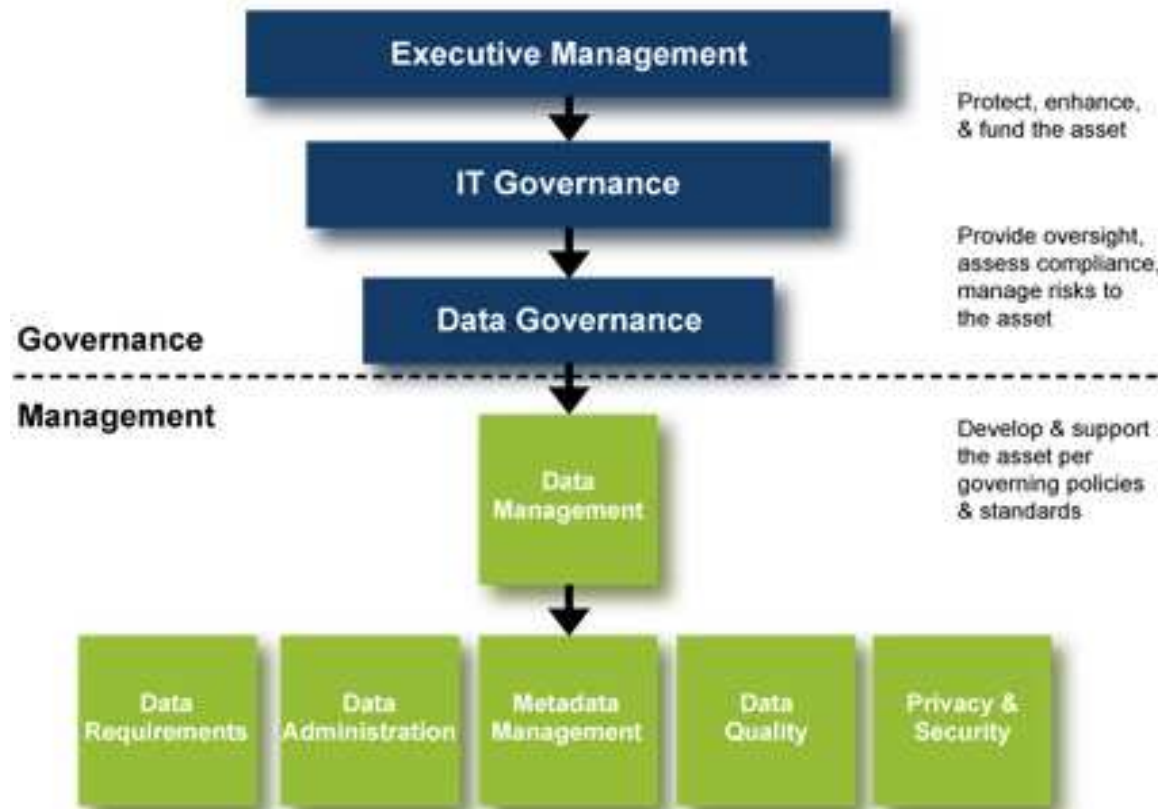 Executive Management
Protect, enhance,
& fund the asset
IT Governance
Provide oversight,
assess compliance,
manage risks to
the asset
Data Governance
Governance
Management
Develop & support
the asset per
governing policies
& standards
Data
Management
Data
Requirements
Data
Administration
Metadata
Management
Data
Quality
Privacy &
Security